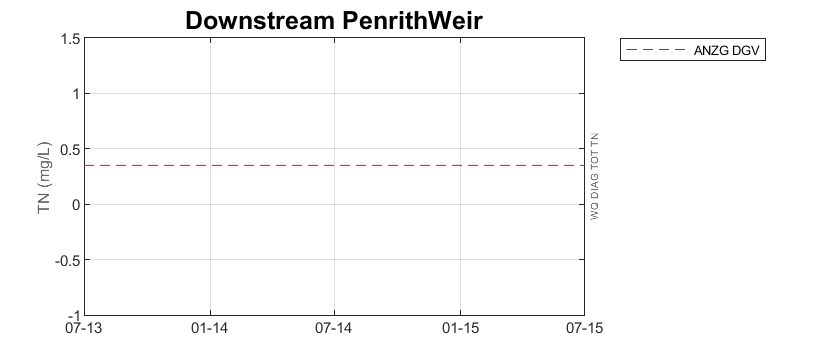 Downstream PenrithWeir
ANZG DGV
1.5
1
0.5
0
-0.5
-1
TN (mg/L)
WQ DIAG TOT TN
07-13
01-14
07-14
01-15
07-15